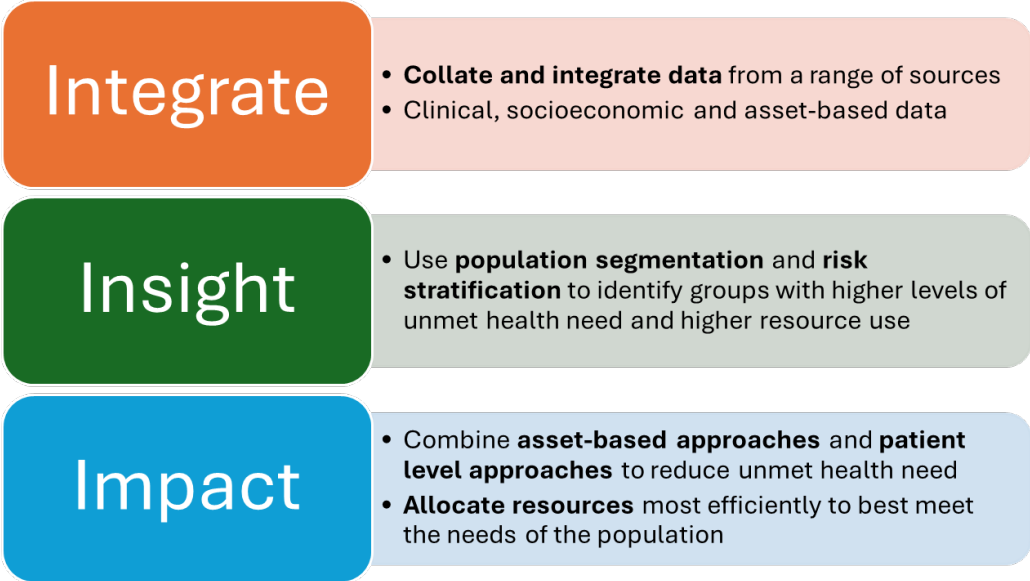 Integrate
• Collate and integrate data from a range of sources
• Clinical, socioeconomic and asset-based data
Insight
• Use population segmentation and risk
stratification to identify groups with higher levels of
unmet health need and higher resource use
Impact
• Combine asset-based approaches and patient
level approaches to reduce unmet health need
• Allocate resources most efficiently to best meet
the needs of the population